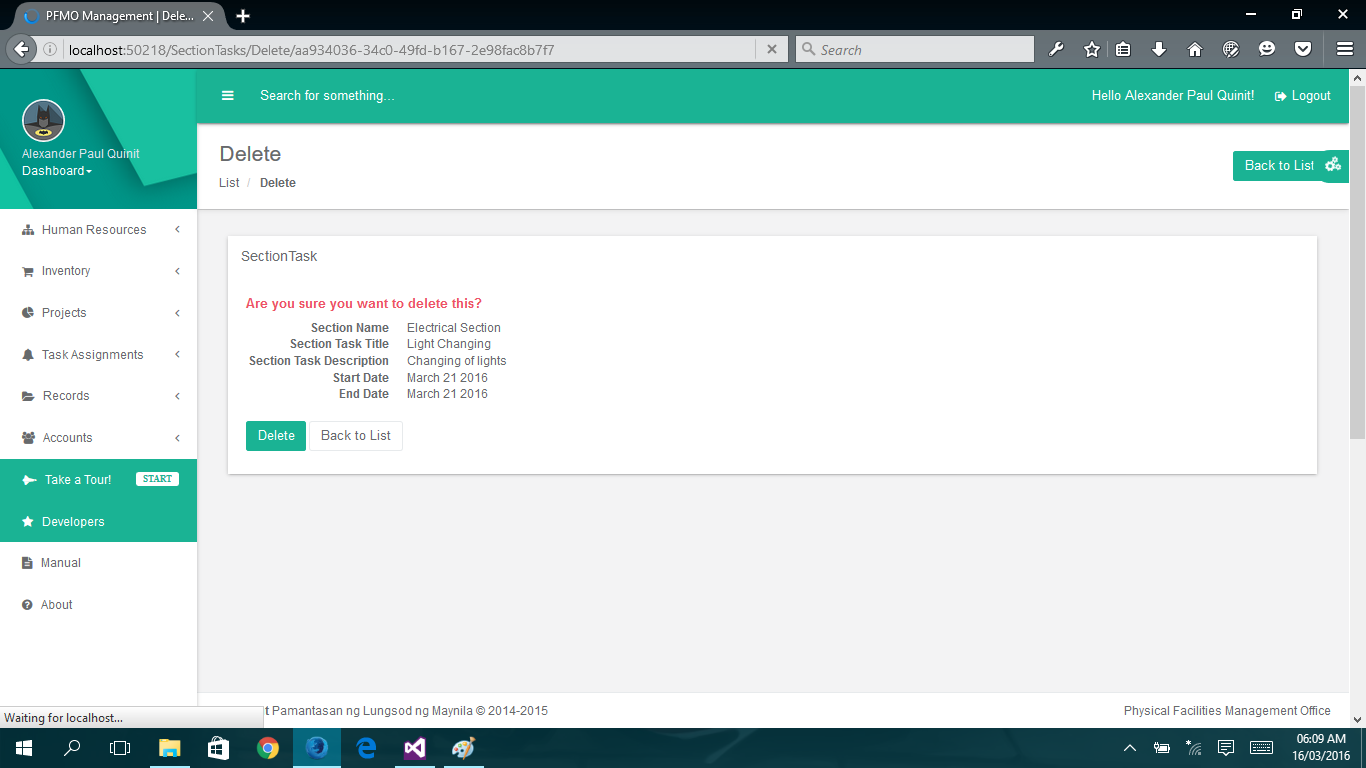 PFMO Management | Dele...
localhost:50218/SectionTasks/Delete/aa934036-34c0-49fd-b167-2e98fac8b7f7
Search
Search for something...
Hello Alexander Paul Quinit!
Logout
Alexander Paul Quinit
Dashboard
Delete
List / Delete
Back to List
Human Resources
Inventory
Projects
Task Assignments
Records
Accounts
Take a Tour! START
Developers
Manual
About
SectionTask
Are you sure you want to delete this?
Section Name Electrical Section
Section Task Title Light Changing
Section Task Description Changing of lights
Start Date March 21 2016
End Date March 21 2016
Delete Back to List
Waiting for localhost...
t Pamantasan ng Lungsod ng Maynila © 2014-2015
Physical Facilities Management Office
06:09 AM
16/03/2016